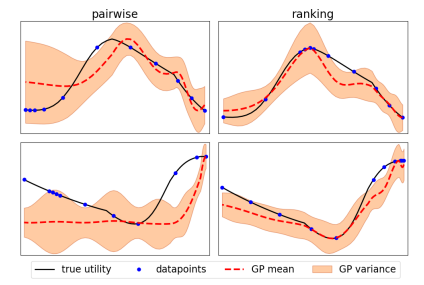 pairwise
ranking
true utility datapoints GP mean GP variance